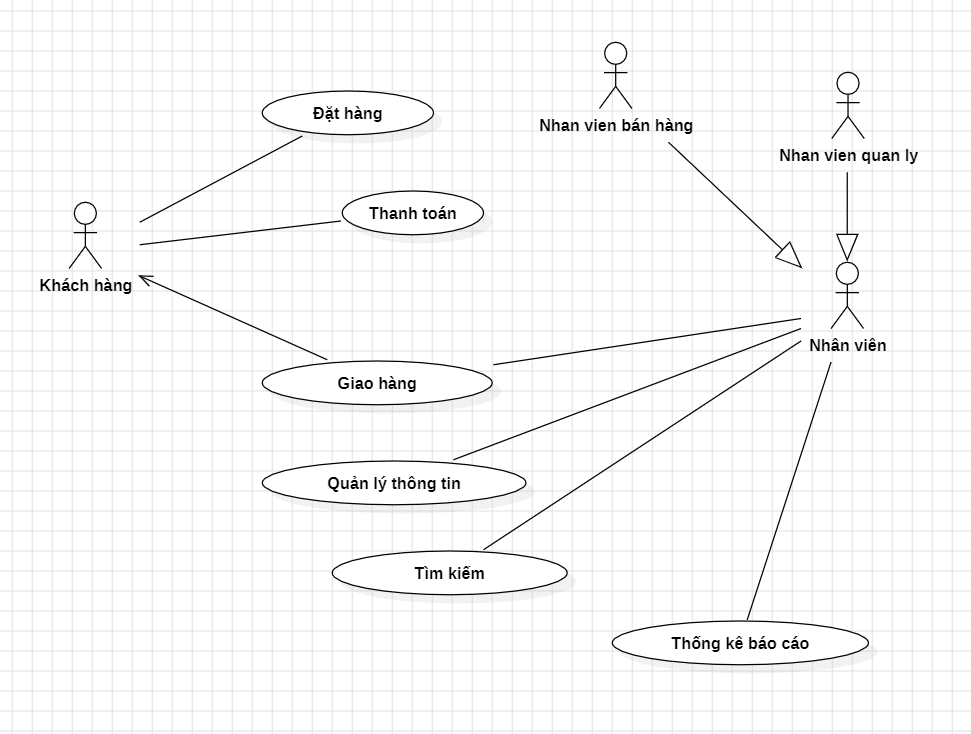 Đặt hàng
Nhan vien bán hàng
Nhan vien quan ly
Thanh toán
Khách hàng
Nhân viên
Giao hàng
Quản lý thông tin
Tìm kiếm
Thống kê báo cáo